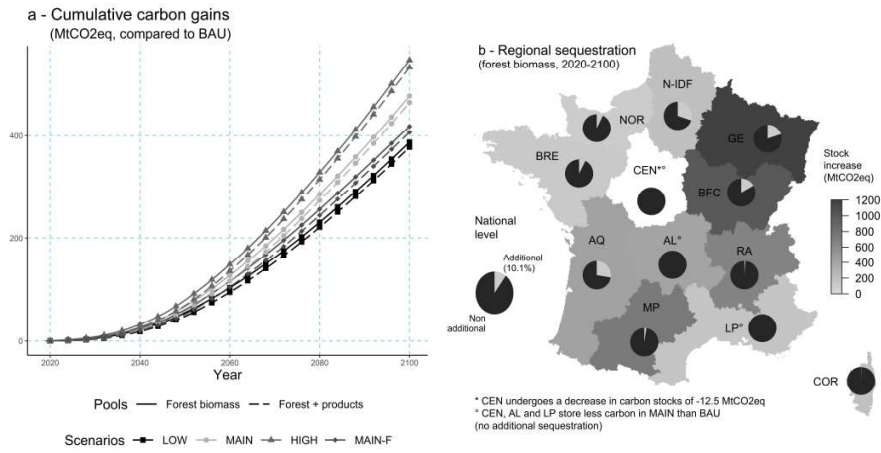 a - Cumulative carbon gains
(MtCO2eq, compared to BAU)
400
200
0
2020
2040
2060
2080
2100
Year
Pools
Forest biomass
Forest + products
Scenarios
LOW
MAIN
HIGH
MAIN-F
b - Regional sequestration
(forest biomass, 2020-2100)
N-IDF
NOR
GE
BRE
CEN*°
BFC
AQ
AL°
RA
MP
LP°
COR
National
level
Additional
(10.1%)
Non
additional
Stock
increase
(MtCO2eq)
1200
1000
800
600
400
200
0
* CEN undergoes a decrease in carbon stocks of -12.5 MtCO2eq
° CEN, AL and LP store less carbon in MAIN than BAU
(no additional sequestration)